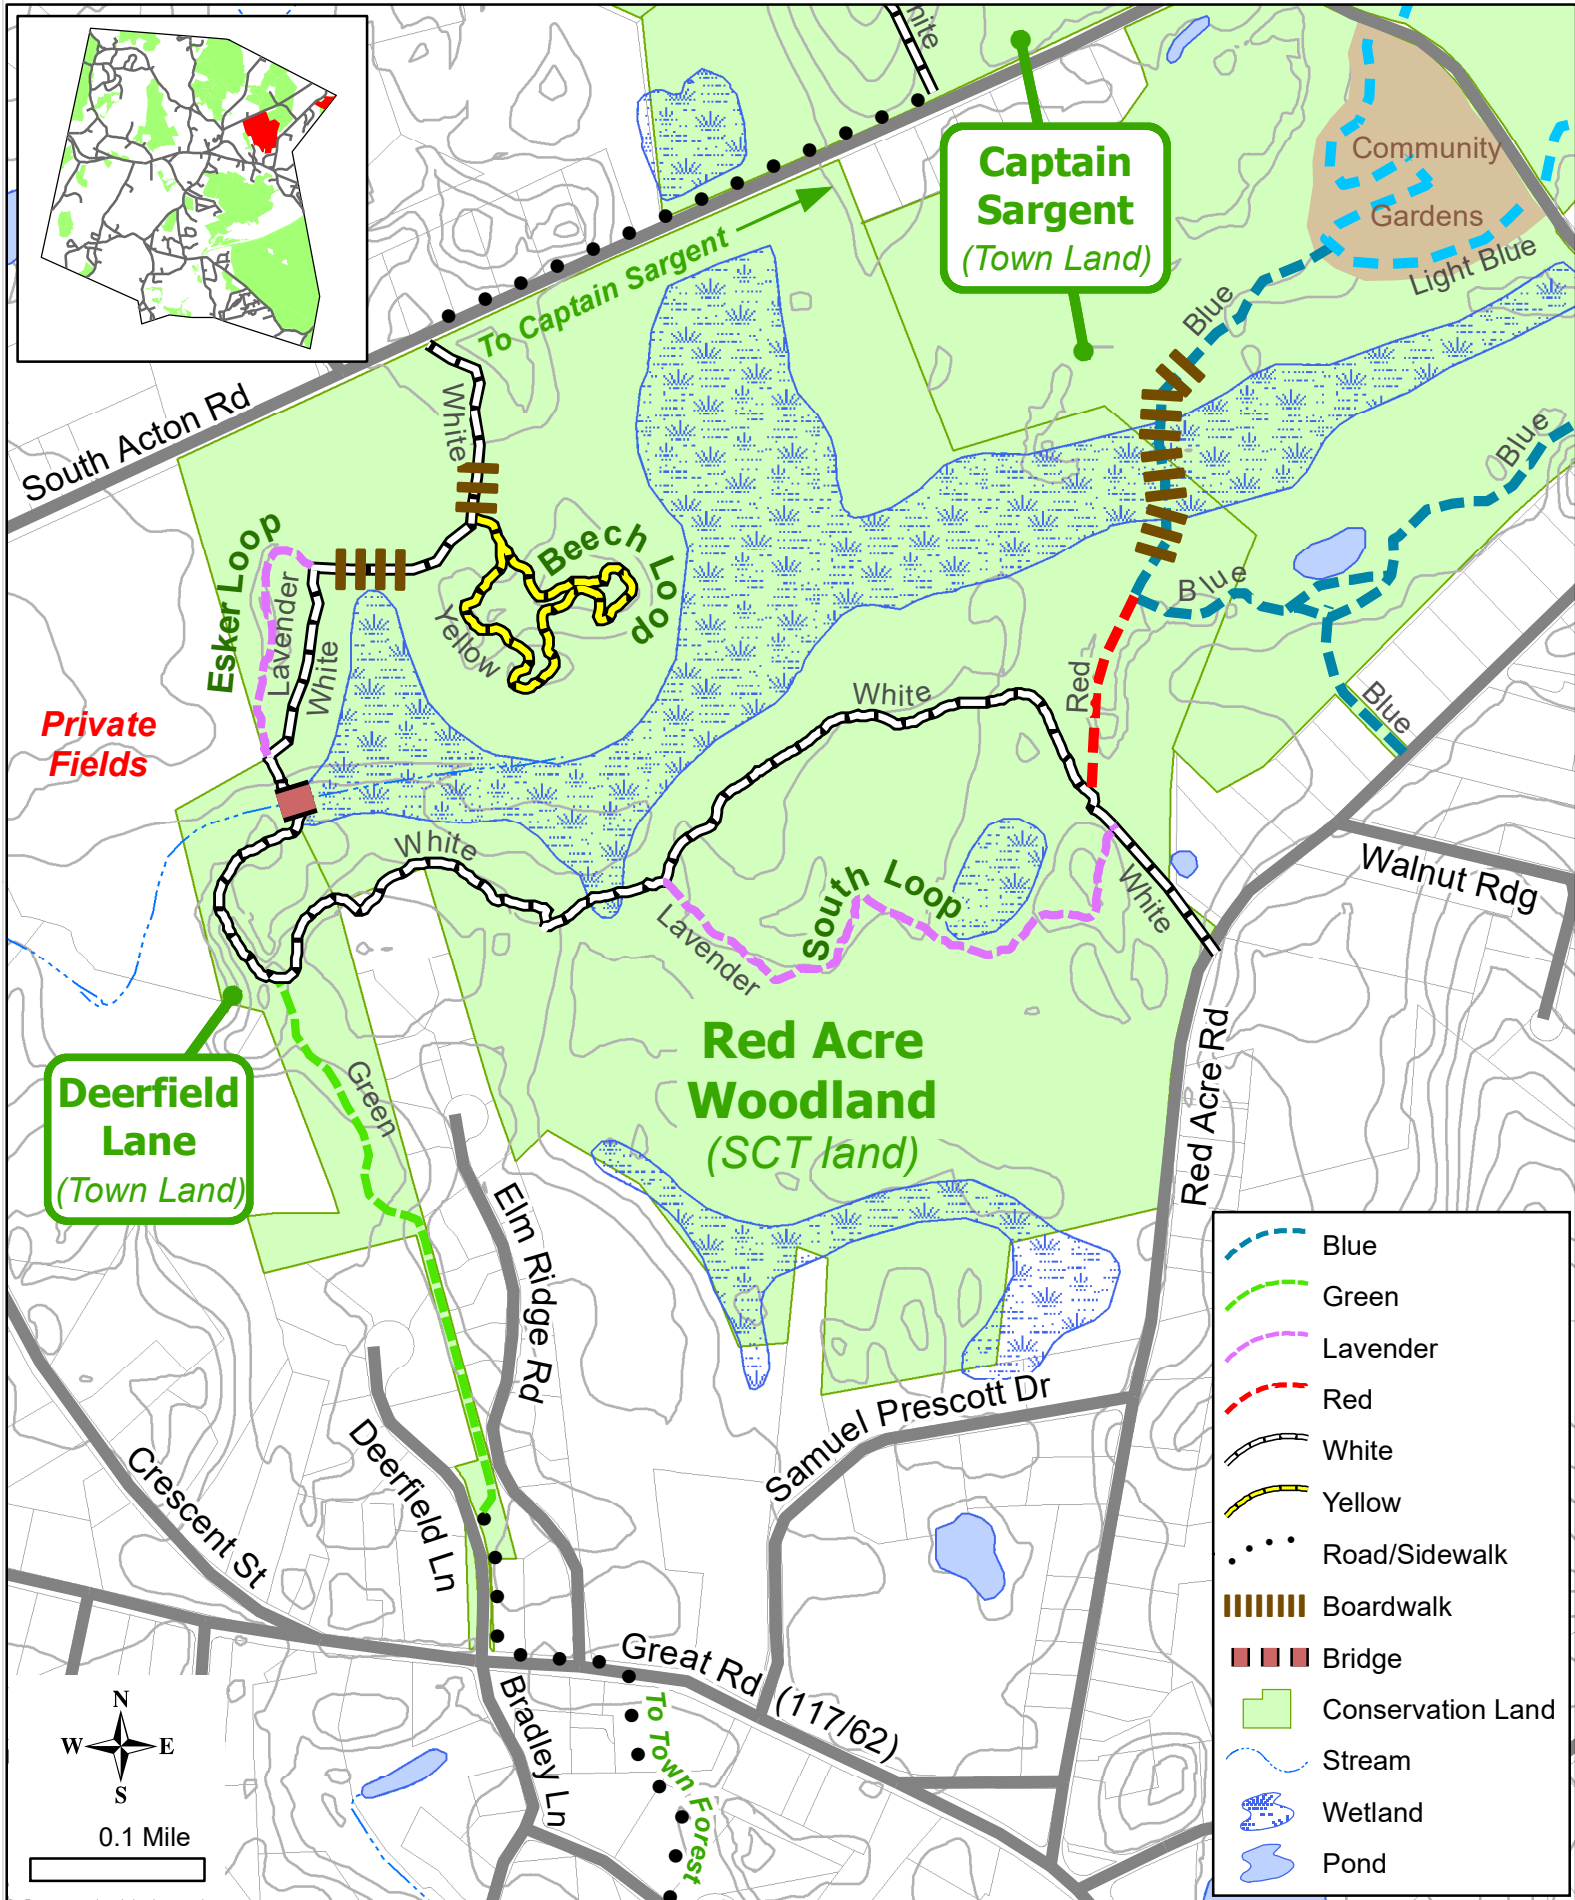 nite
Captain
Sargent
(Town Land)
Community
Gardens
Light Blue
To Captain Sargent
Blue
South Acton Rd
White
Blue
Esker Loop
Lavender
White
Beech Loop
Yellow
Blue
Private
Fields
White
Red
Blue
White
South Loop
Lavender
White
Walnut Rdg
Red Acre
Woodland
(SCT land)
Red Acre Rd
Deerfield
Lane
(Town Land)
Green
Elm Ridge Rd
Samuel Prescott Dr
Crescent St
Deerfield Ln
Great Rd (117/62)
Bradley Ln
To Town Forest
N
W E
S
0.1 Mile
Blue
Green
Lavender
Red
White
Yellow
Road/Sidewalk
Boardwalk
Bridge
Conservation Land
Stream
Wetland
Pond